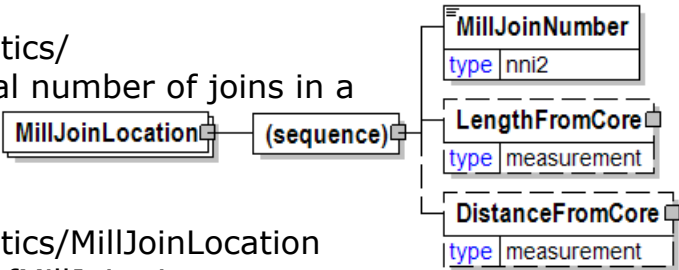 tics/
al number of joins in a
MillJoinLocation
(sequence)
MillJoinNumber
type nni2
LengthFromCore
type measurement
DistanceFromCore
type measurement
tics/MillJoinLocation